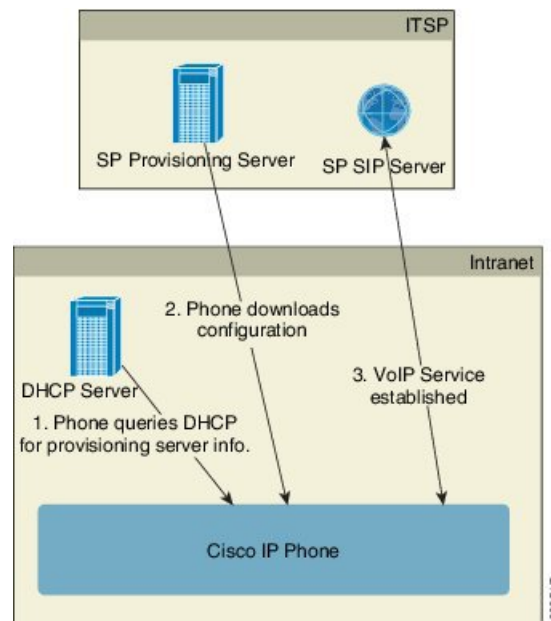 ITSP
SP Provisioning Server
SP SIP Server
Intranet
2. Phone downloads
configuration
DHCP Server
3. VoIP Service
established
1. Phone queries DHCP
for provisioning server info.
Cisco IP Phone